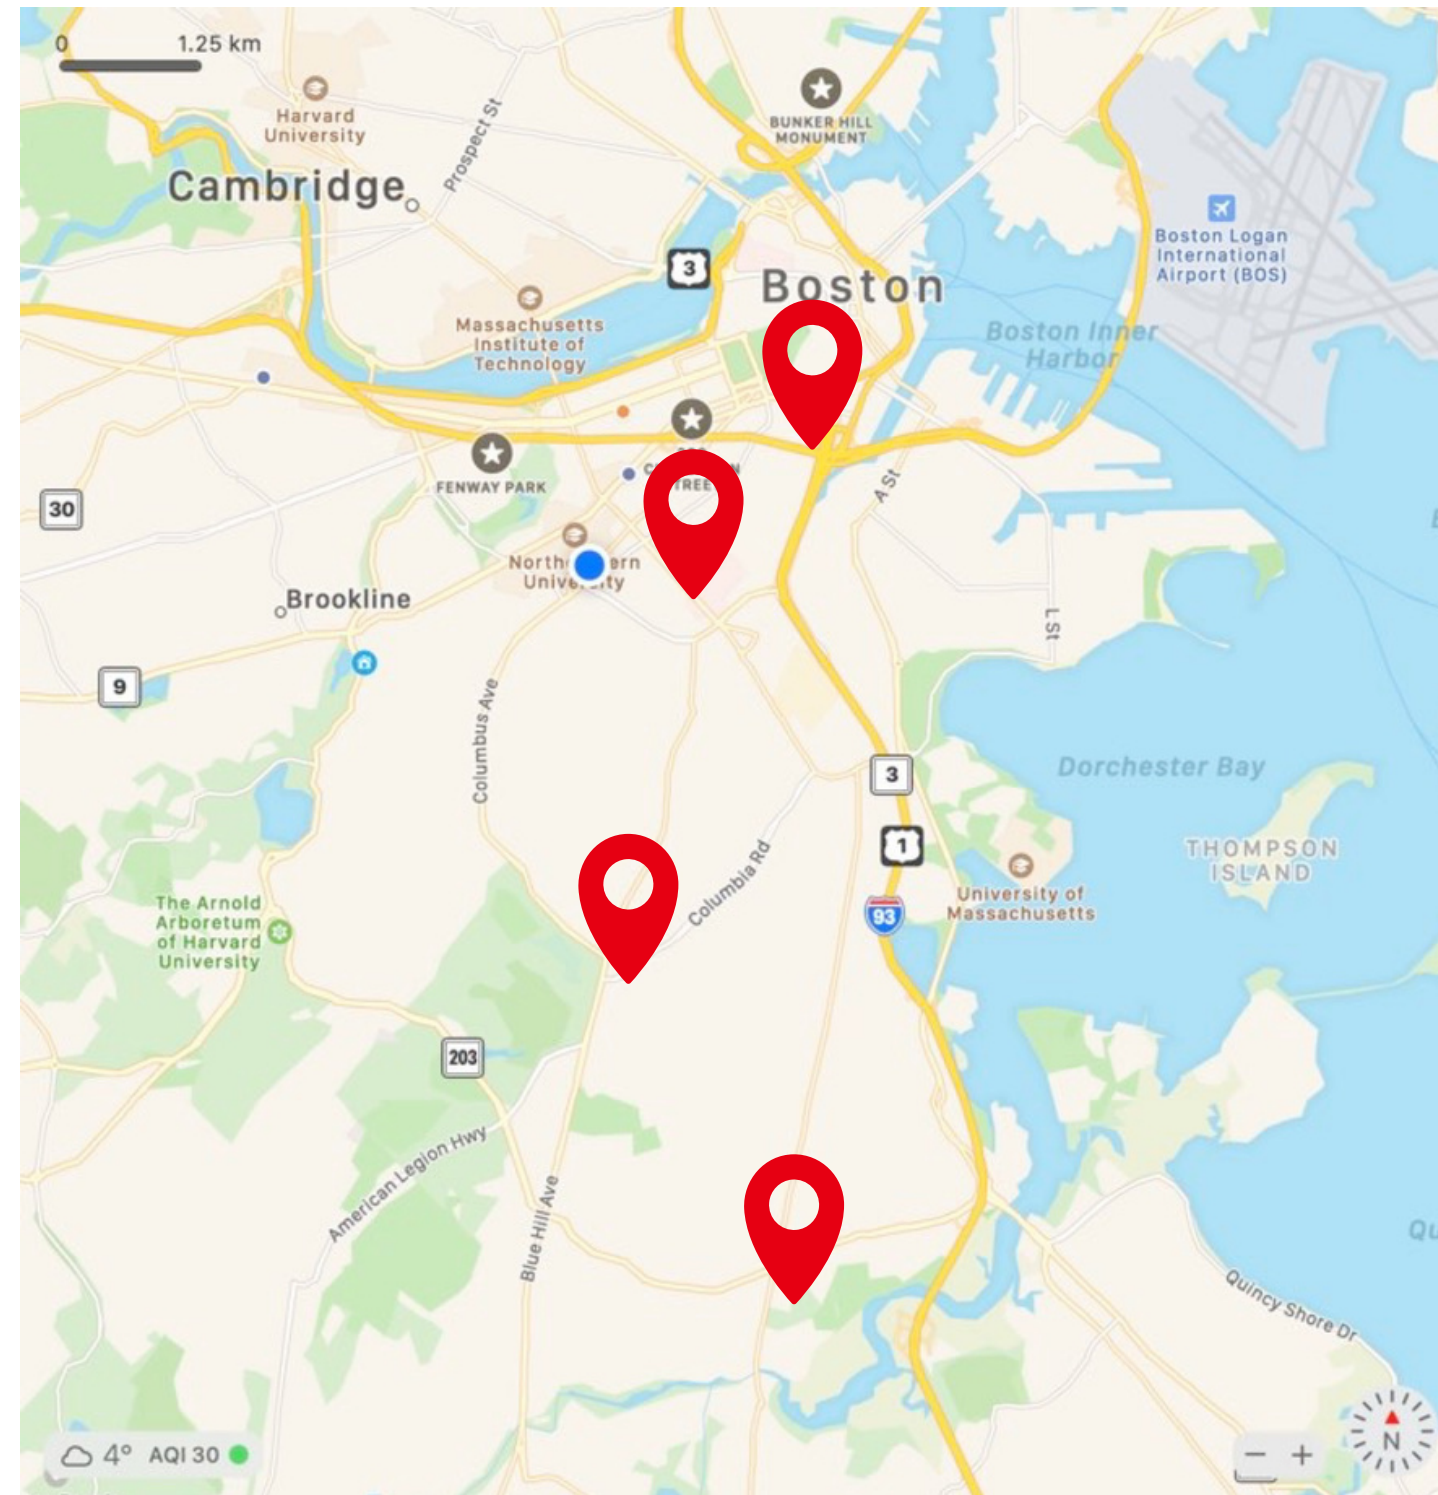 0
1.25 km
Harvard
University
Prospect St
BUNKER HILL
MONUMENT
Cambridge
3
Boston Logan
International
Airport (BOS)
Boston
Massachusetts
Institute of
Technology
Boston Inner
Harbor
FENWAY PARK
TREE
A St
30
University
Brookline
L St
9
Columbus Ave
3
Dorchester Bay
1
THOMPSON
ISLAND
Columbia Rd
University of
Massachusetts
93
The Arnold
Arboretum
of Harvard
University
203
American Legion Hwy
Blue Hill Ave
Qu
Quincy Shore Dr
4° AQI 30
− +
N